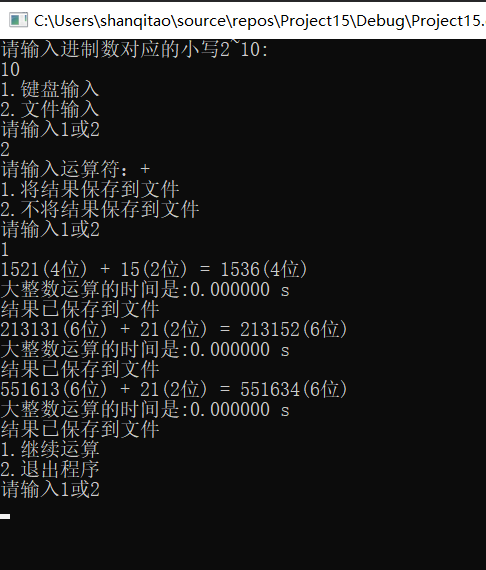 C:\Users\shanqitao\source\repos\Project15\Debug\Project15.
请输入进制数对应的小写2~10:
10
1.键盘输入
2.文件输入
请输入1或2
2
请输入运算符：+
1.将结果保存到文件
2.不将结果保存到文件
请输入1或2
1
1521(4位) + 15(2位) = 1536(4位)
大整数运算的时间是:0.000000 s
结果已保存到文件
213131(6位) + 21(2位) = 213152(6位)
大整数运算的时间是:0.000000 s
结果已保存到文件
551613(6位) + 21(2位) = 551634(6位)
大整数运算的时间是:0.000000 s
结果已保存到文件
1.继续运算
2.退出程序
请输入1或2